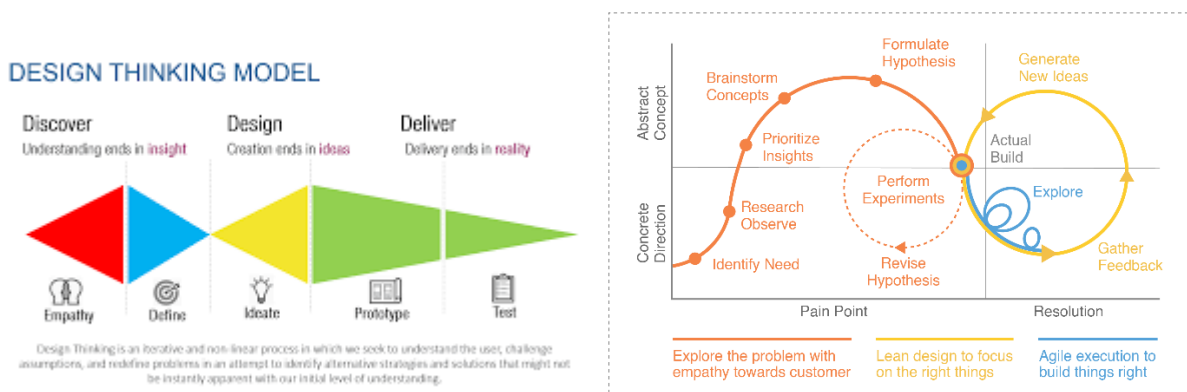 DESIGN THINKING MODEL
Discover
Understanding ends in insight
Design
Creation ends in ideas
Deliver
Delivery ends in reality
Empathy
Define
Ideate
Prototype
Test
Design Thinking is an iterative and non-linear process in which we seek to understand the user, challenge
assumptions, and redefine problems in an attempt to identify alternative strategies and solutions that might not
be instantly apparent with our initial level of understanding.
Abstract
Concept
Concrete
Direction
Formulate
Hypothesis
Brainstorm
Concepts
Prioritize
Insights
Research
Observe
Identify Need
Perform
Experiments
Revise
Hypothesis
Generate
New Ideas
Actual
Build
Explore
Gather
Feedback
Pain Point
Resolution
Explore the problem with
empathy towards customer
Lean design to focus
on the right things
Agile execution to
build things right